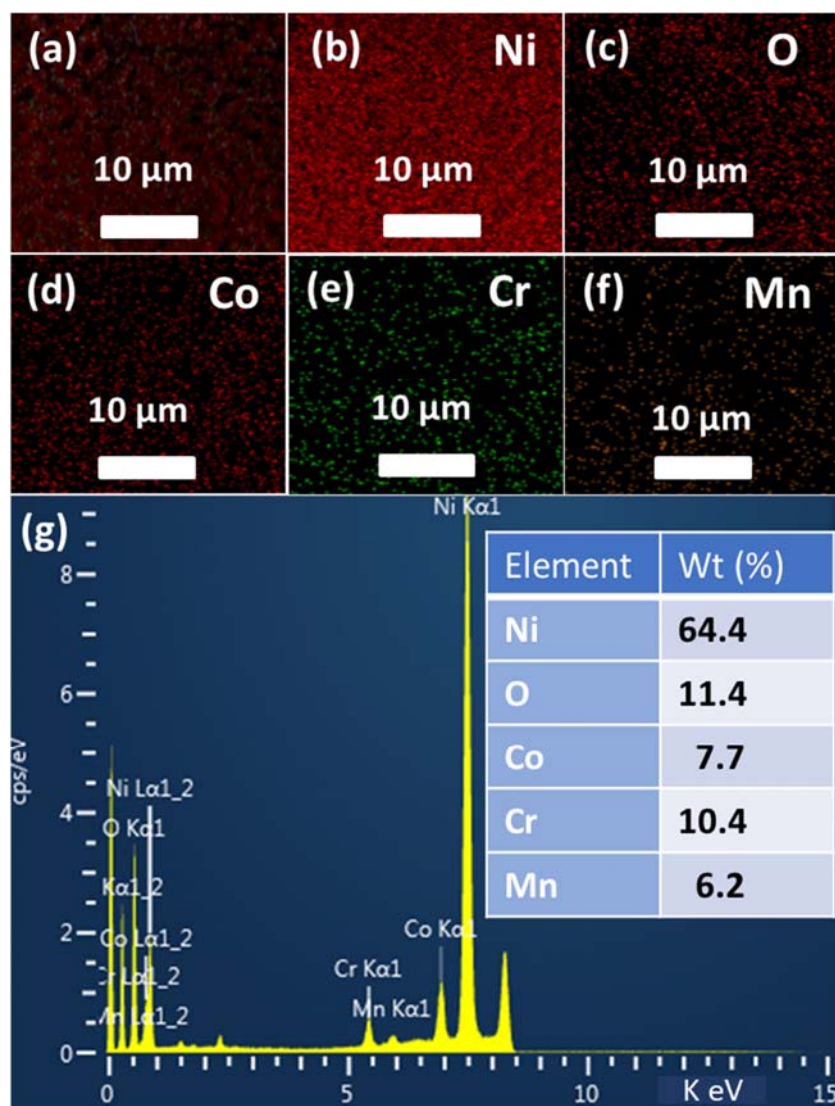 (a)
10 µm
(b) Ni
10 µm
(c) O
10 µm
(d) Co
10 µm
(e) Cr
10 µm
(f) Mn
10 µm
(g)
Ni Kα1
Element Wt (%)
Ni 64.4
O 11.4
Co 7.7
Cr 10.4
Mn 6.2
8
6
cps/eV
4
2
0
Ni Lα1_2
O Kα1
Kα1_2
Co Lα1_2
Cr Lα1_2
Mn Lα1_2
Cr Kα1
Mn Kα1
Co Kα1
0 5 10 K eV 15